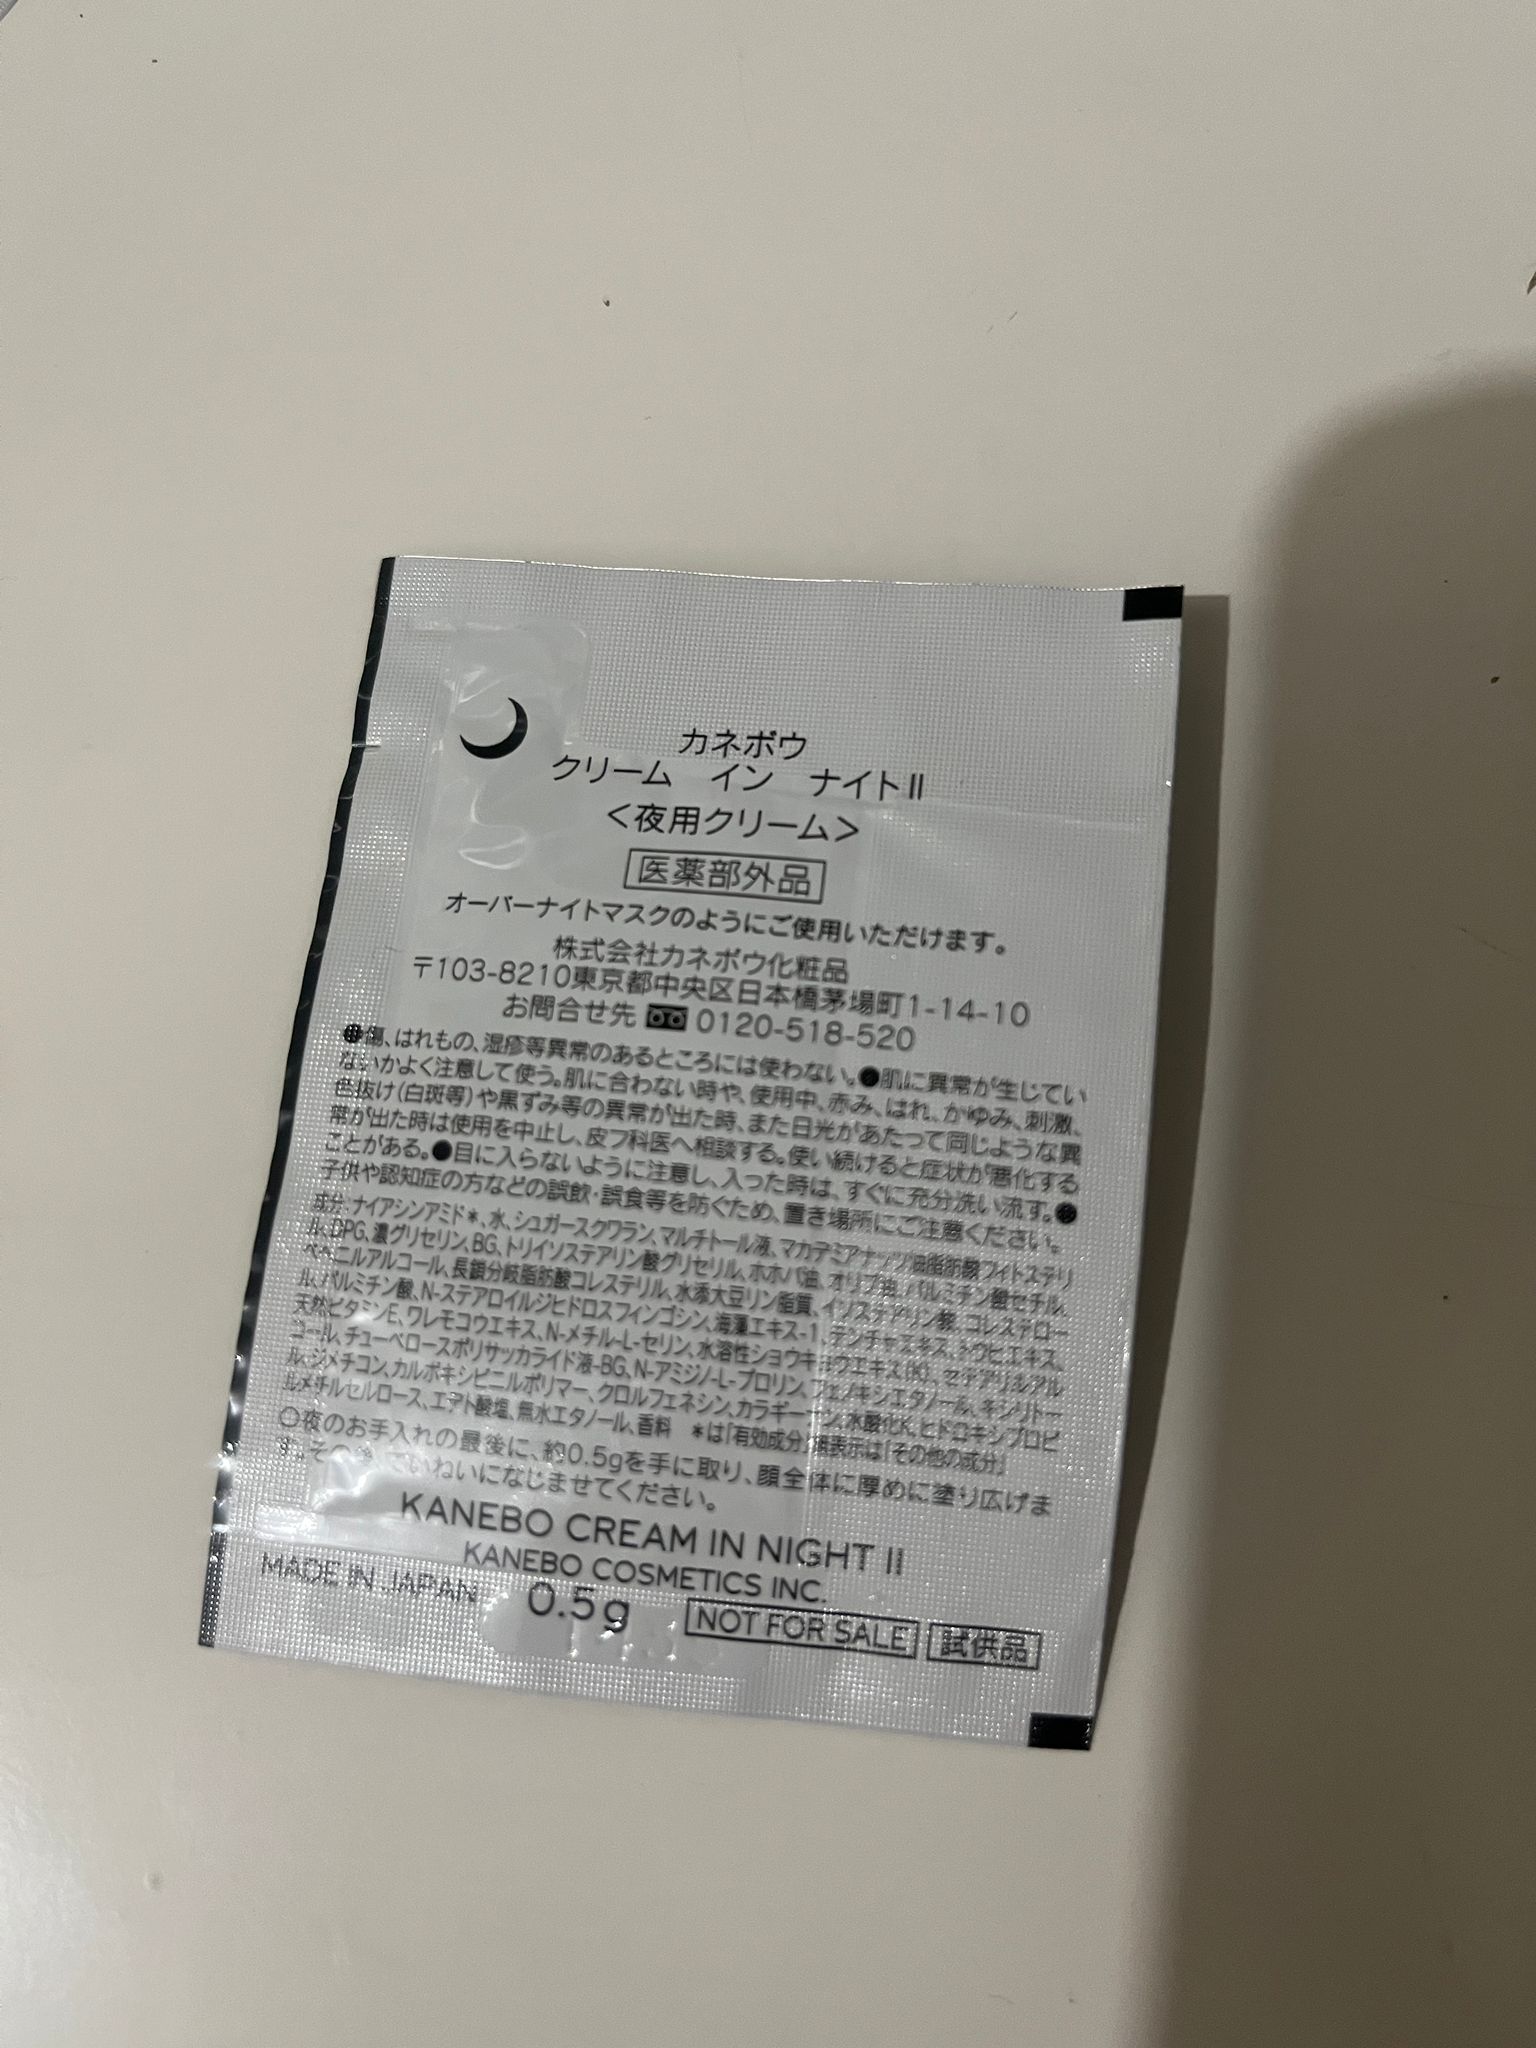 カネボウ
クリーム イン ナイトⅡ
＜夜用クリーム＞
医薬部外品
オーバーナイトマスクのようにご使用いただけます。
株式会社カネボウ化粧品
〒103-8210東京都中央区日本橋茅場町1-14-10
お問合せ先 0120-518-520
●傷、はれもの、湿疹等異常のあるところには使わない。●肌に異常が生じてい
ないかよく注意して使う。肌に合わない時や、使用中、赤み、はれ、かゆみ、刺激、
色抜け(白斑等)や黒ずみ等の異常が出た時、また日光があたって同じような異
常が出た時は使用を中止し、皮フ科医へ相談する。使い続けると症状が悪化する
ことがある。●目に入らないように注意し、入った時は、すぐに充分洗い流す。●
子供や認知症の方などの誤飲・誤食等を防ぐため、置き場所にご注意ください。
成分:ナイアシンアミド＊、水、シュガースクワラン、マルチトール液、マカデミアナッツ油脂肪酸フィトステリ
ル、DPG、濃グリセリン、BG、トリイソステアリン酸グリセリル、ホホバ油、オリブ油、パルミチン酸セチル、
ベヘニルアルコール、長鎖分岐脂肪酸コレステリル、水添大豆リン脂質、イソステアリン酸、コレステロー
ル、パルミチン酸、N-ステアロイルジヒドロスフィンゴシン、海藻エキス-1、テンチャエキス、トウヒエキス、
天然ビタミンE、ワレモコウエキス、N-メチル-L-セリン、水溶性ショウキョウエキス(K)、セテアリルアル
コール、チューベロースポリサッカライド液-BG、N-アミジノ-L-プロリン、フェノキシエタノール、キシリトー
ル、ジメチコン、カルボキシビニルポリマー、クロルフェネシン、カラギーナン、水酸化K、ヒドロキシプロピ
ルメチルセルロース、エデト酸塩、無水エタノール、香料 ＊は「有効成分」無表示は「その他の成分」
○夜のお手入れの最後に、約0.5gを手に取り、顔全体に厚めに塗り広げま
す。その後、ていねいになじませてください。
KANEBO CREAM IN NIGHT II
KANEBO COSMETICS INC.
MADE IN JAPAN 0.5g NOT FOR SALE 試供品